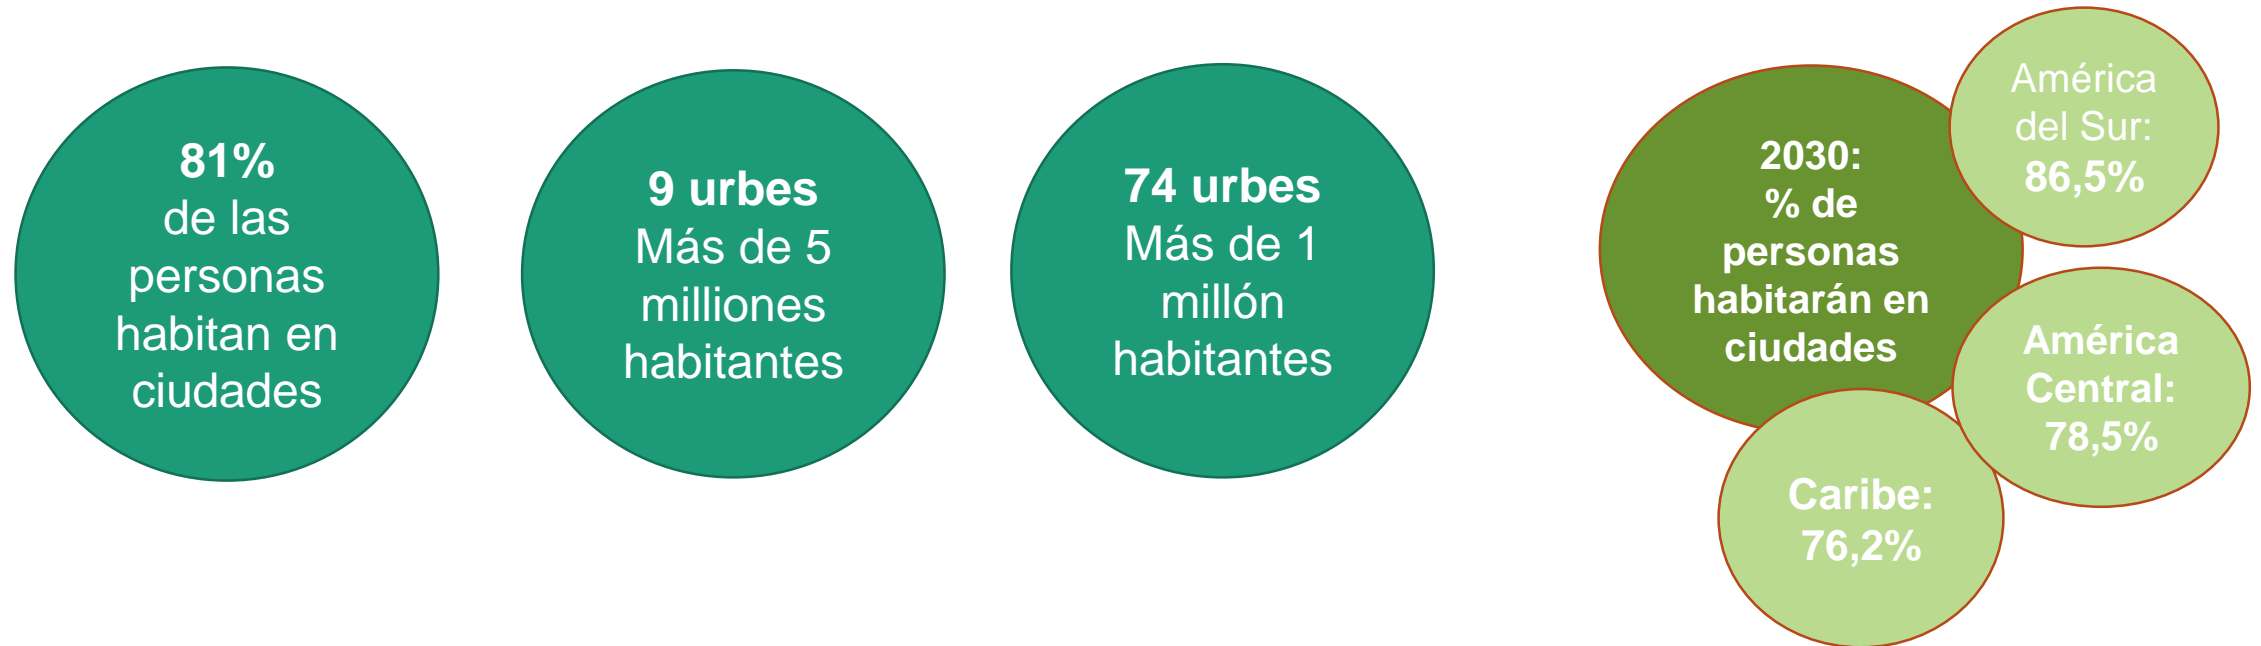 81%
de las
personas
habitan en
ciudades
9 urbes
Más de 5
milliones
habitantes
74 urbes
Más de 1
millón
habitantes
2030:
% de
personas
habitarán en
ciudades
América
del Sur:
86,5%
América
Central:
78,5%
Caribe:
76,2%